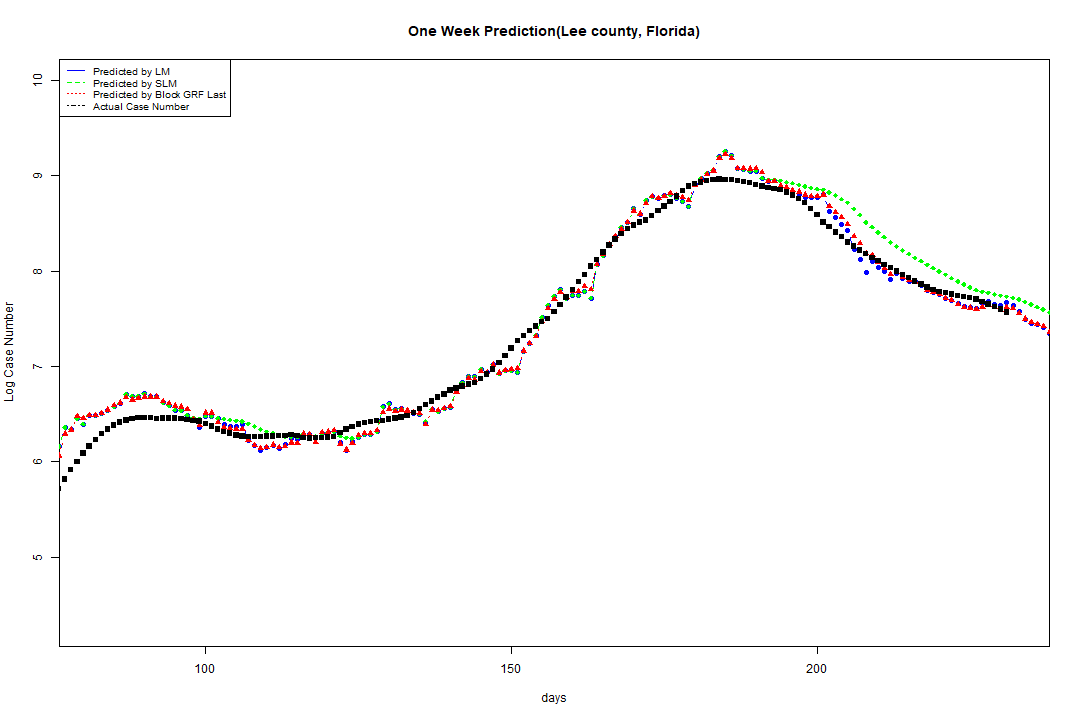 One Week Prediction(Lee county, Florida)
Predicted by LM
Predicted by SLM
Predicted by Block GRF Last
Actual Case Number
10
9
8
7
6
5
Log Case Number
100 150 200
days